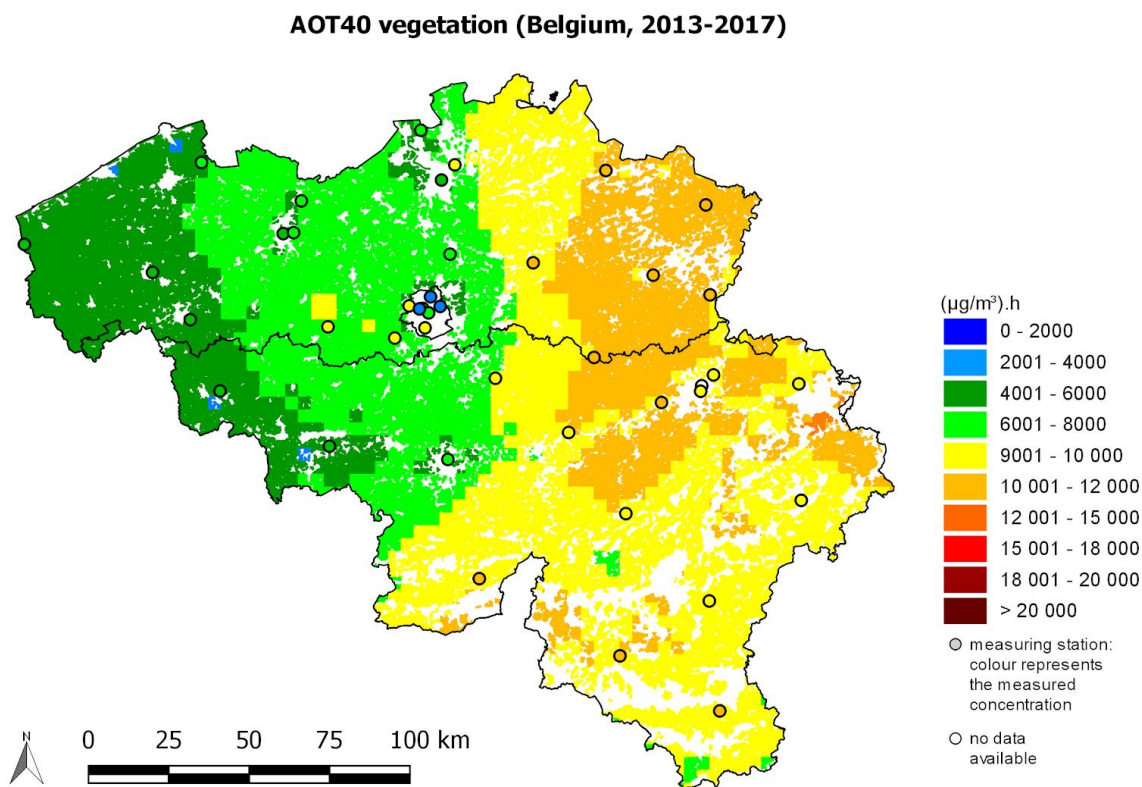 AOT40 vegetation (Belgium, 2013-2017)
(µg/m³).h
0 - 2000
2001 - 4000
4001 - 6000
6001 - 8000
9001 - 10 000
10 001 - 12 000
12 001 - 15 000
15 001 - 18 000
18 001 - 20 000
> 20 000
measuring station:
colour represents
the measured
concentration
no data
available
N
0 25 50 75 100 km